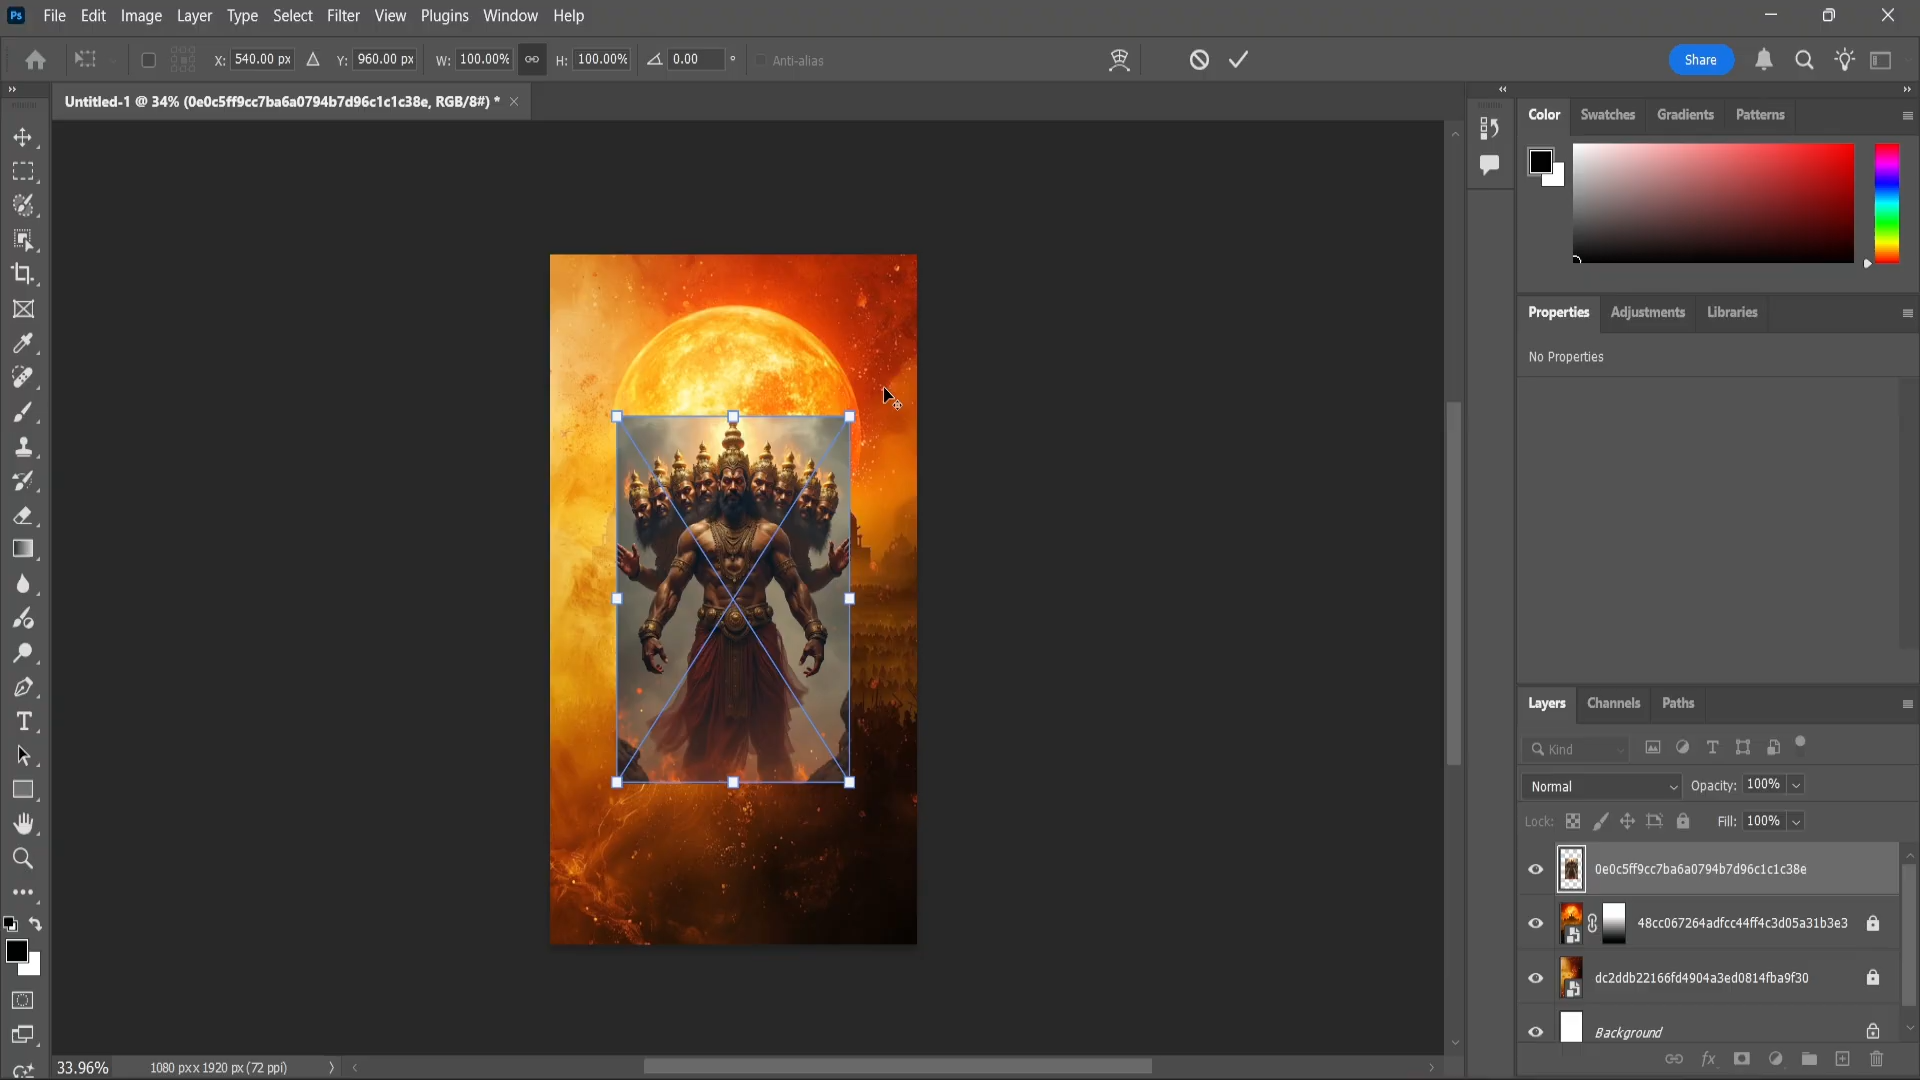 Ps File Edit Image Layer Type Select Filter View Plugins Window Help
X: 540.00 px Y: 960.00 px W: 100.00% H: 100.00% 0.00 ° Anti-alias Share
Untitled-1 @ 34% (0e0c5ff9cc7ba6a0794b7d96c1c1c38e, RGB/8#) *
Color Swatches Gradients Patterns
Properties Adjustments Libraries
No Properties
Layers Channels Paths
Kind
Normal Opacity: 100%
Lock: Fill: 100%
0e0c5ff9cc7ba6a0794b7d96c1c1c38e
48cc067264adfcc44ff4c3d05a31b3e3
dc2ddb22166fd4904a3ed0814fba9f30
Background
33.96% 1080 px x 1920 px (72 ppi)